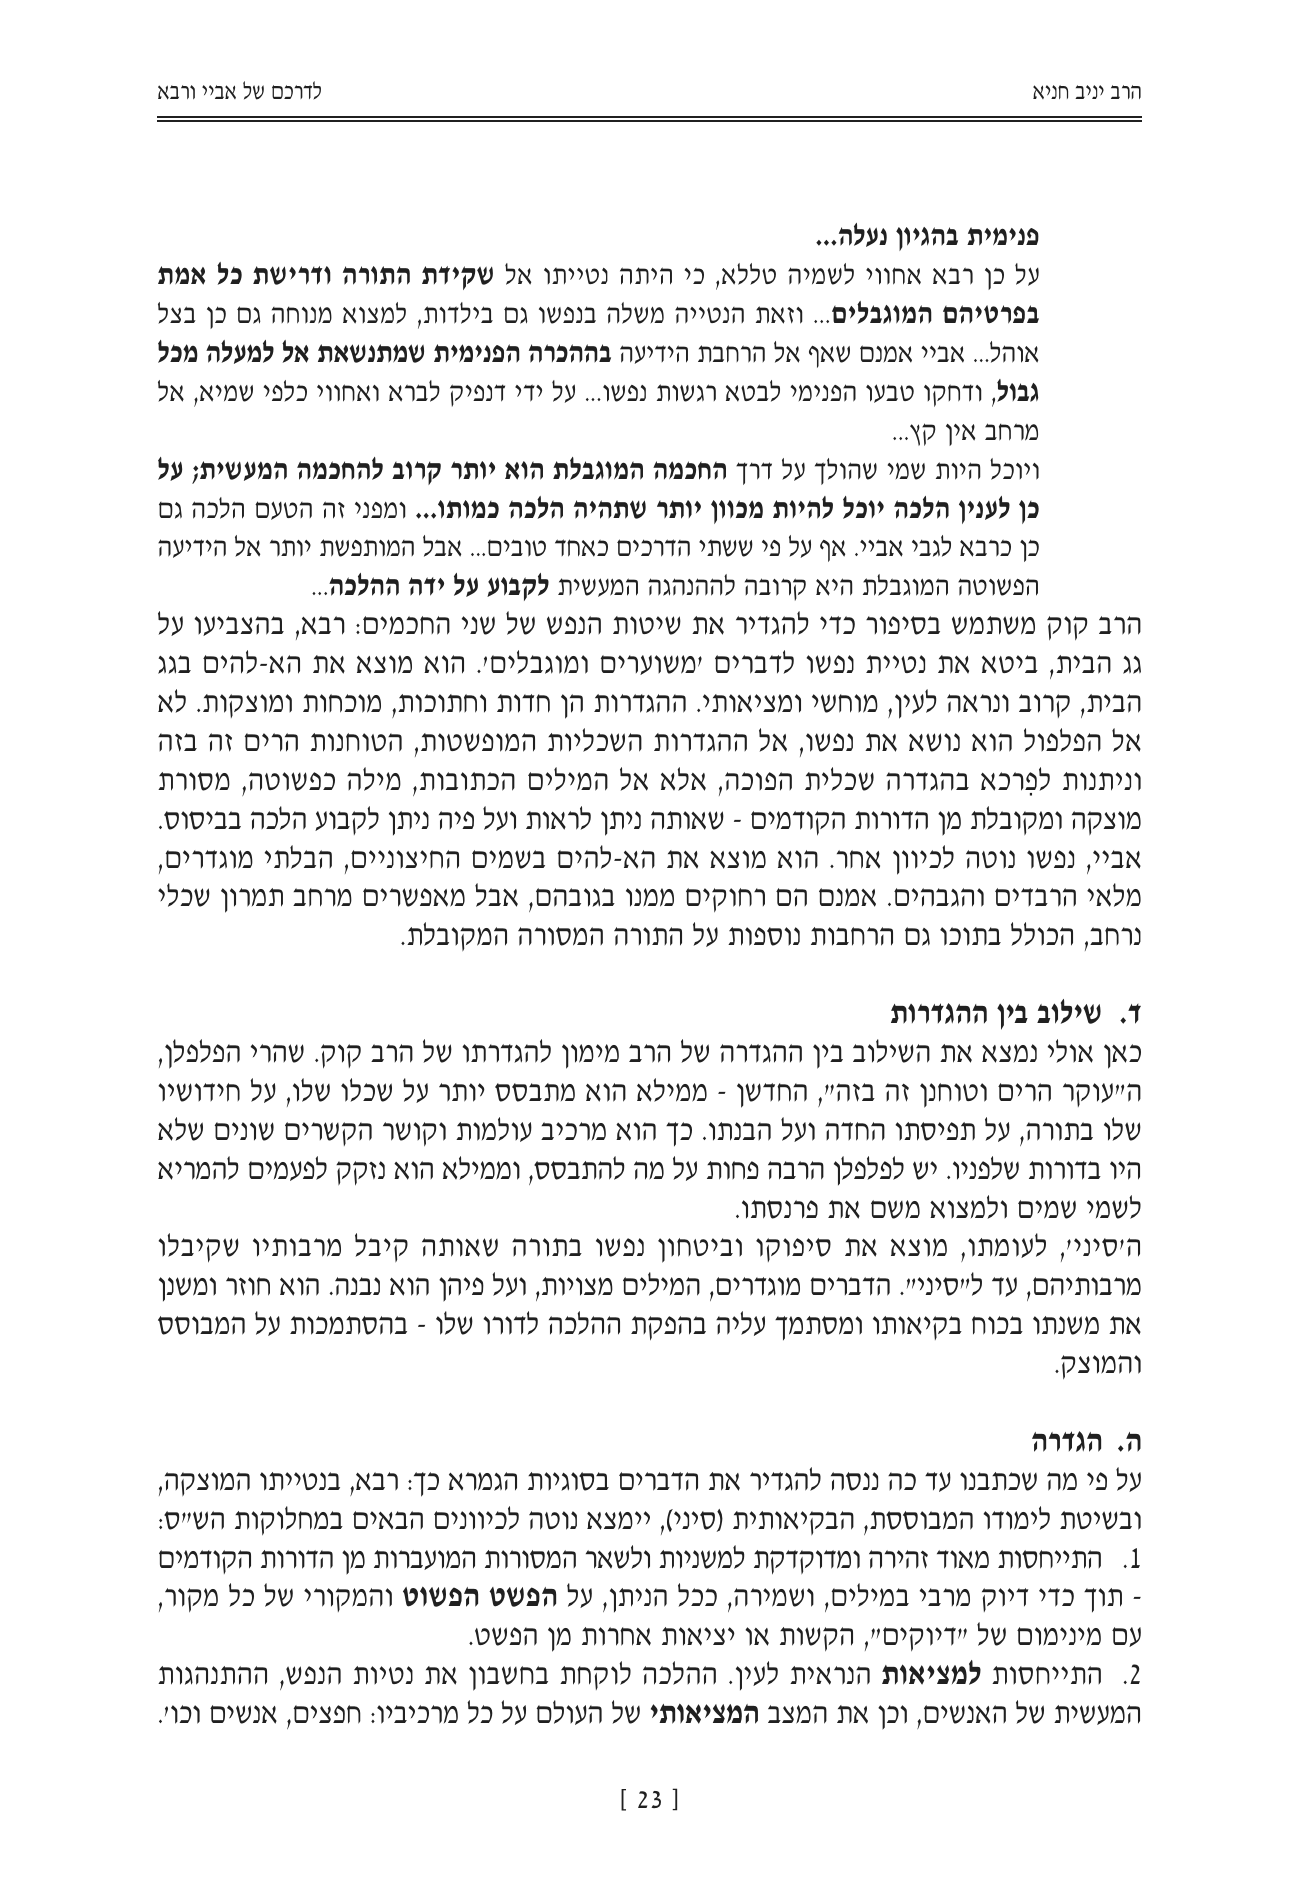 הרב יניב חניא
לדרכם של אביי ורבא
פנימית בהגיון נעלה...
על כן רבא אחווי לשמיה טללא, כי היתה נטייתו אל שקידת התורה ודרישת כל אמת
בפרטיהם המוגבלים... וזאת הנטייה משלה בנפשו גם בילדות, למצוא מנוחה גם כן בצל
אוהל... אביי אמנם שאף אל הרחבת הידיעה בההכרה הפנימית שמתנשאת אל למעלה מכל
גבול, ודחקו טבעו הפנימי לבטא רגשות נפשו... על ידי דנפיק לברא ואחווי כלפי שמיא, אל
מרחב אין קץ...
ויוכל היות שמי שהולך על דרך החכמה המוגבלת הוא יותר קרוב להחכמה המעשית; על
כן לענין הלכה יוכל להיות מכוון יותר שתהיה הלכה כמותו... ומפני זה הטעם הלכה גם
כן כרבא לגבי אביי. אף על פי ששתי הדרכים כאחד טובים... אבל המותפשת יותר אל הידיעה
הפשוטה המוגבלת היא קרובה לההנהגה המעשית לקבוע על ידה ההלכה...
הרב קוק משתמש בסיפור כדי להגדיר את שיטות הנפש של שני החכמים: רבא, בהצביעו על
גג הבית, ביטא את נטיית נפשו לדברים 'משוערים ומוגבלים'. הוא מוצא את הא-להים בגג
הבית, קרוב ונראה לעין, מוחשי ומציאותי. ההגדרות הן חדות וחתוכות, מוכחות ומוצקות. לא
אל הפלפול הוא נושא את נפשו, אל ההגדרות השכליות המופשטות, הטוחנות הרים זה בזה
וניתנות לפִרכא בהגדרה שכלית הפוכה, אלא אל המילים הכתובות, מילה כפשוטה, מסורת
מוצקה ומקובלת מן הדורות הקודמים - שאותה ניתן לראות ועל פיה ניתן לקבוע הלכה בביסוס.
אביי, נפשו נוטה לכיוון אחר. הוא מוצא את הא-להים בשמים החיצוניים, הבלתי מוגדרים,
מלאי הרבדים והגבהים. אמנם הם רחוקים ממנו בגובהם, אבל מאפשרים מרחב תמרון שכלי
נרחב, הכולל בתוכו גם הרחבות נוספות על התורה המסורה המקובלת.
ד. שילוב בין ההגדרות
כאן אולי נמצא את השילוב בין ההגדרה של הרב מימון להגדרתו של הרב קוק. שהרי הפלפלן,
ה"עוקר הרים וטוחנן זה בזה", החדשן - ממילא הוא מתבסס יותר על שכלו שלו, על חידושיו
שלו בתורה, על תפיסתו החדה ועל הבנתו. כך הוא מרכיב עולמות וקושר הקשרים שונים שלא
היו בדורות שלפניו. יש לפלפלן הרבה פחות על מה להתבסס, וממילא הוא נזקק לפעמים להמריא
לשמי שמים ולמצוא משם את פרנסתו.
ה'סיני', לעומתו, מוצא את סיפוקו וביטחון נפשו בתורה שאותה קיבל מרבותיו שקיבלו
מרבותיהם, עד ל"סיני". הדברים מוגדרים, המילים מצויות, ועל פיהן הוא נבנה. הוא חוזר ומשנן
את משנתו בכוח בקיאותו ומסתמך עליה בהפקת ההלכה לדורו שלו - בהסתמכות על המבוסס
והמוצק.
ה. הגדרה
על פי מה שכתבנו עד כה ננסה להגדיר את הדברים בסוגיות הגמרא כך: רבא, בנטייתו המוצקה,
ובשיטת לימודו המבוססת, הבקיאותית (סיני), יימצא נוטה לכיוונים הבאים במחלוקות הש"ס:
1. התייחסות מאוד זהירה ומדוקדקת למשניות ולשאר המסורות המועברות מן הדורות הקודמים
- תוך כדי דיוק מרבי במילים, ושמירה, ככל הניתן, על הפשט הפשוט והמקורי של כל מקור,
עם מינימום של "דיוקים", הקשות או יציאות אחרות מן הפשט.
2. התייחסות למציאות הנראית לעין. ההלכה לוקחת בחשבון את נטיות הנפש, ההתנהגות
המעשית של האנשים, וכן את המצב המציאותי של העולם על כל מרכיביו: חפצים, אנשים וכו'.
[ 23 ]